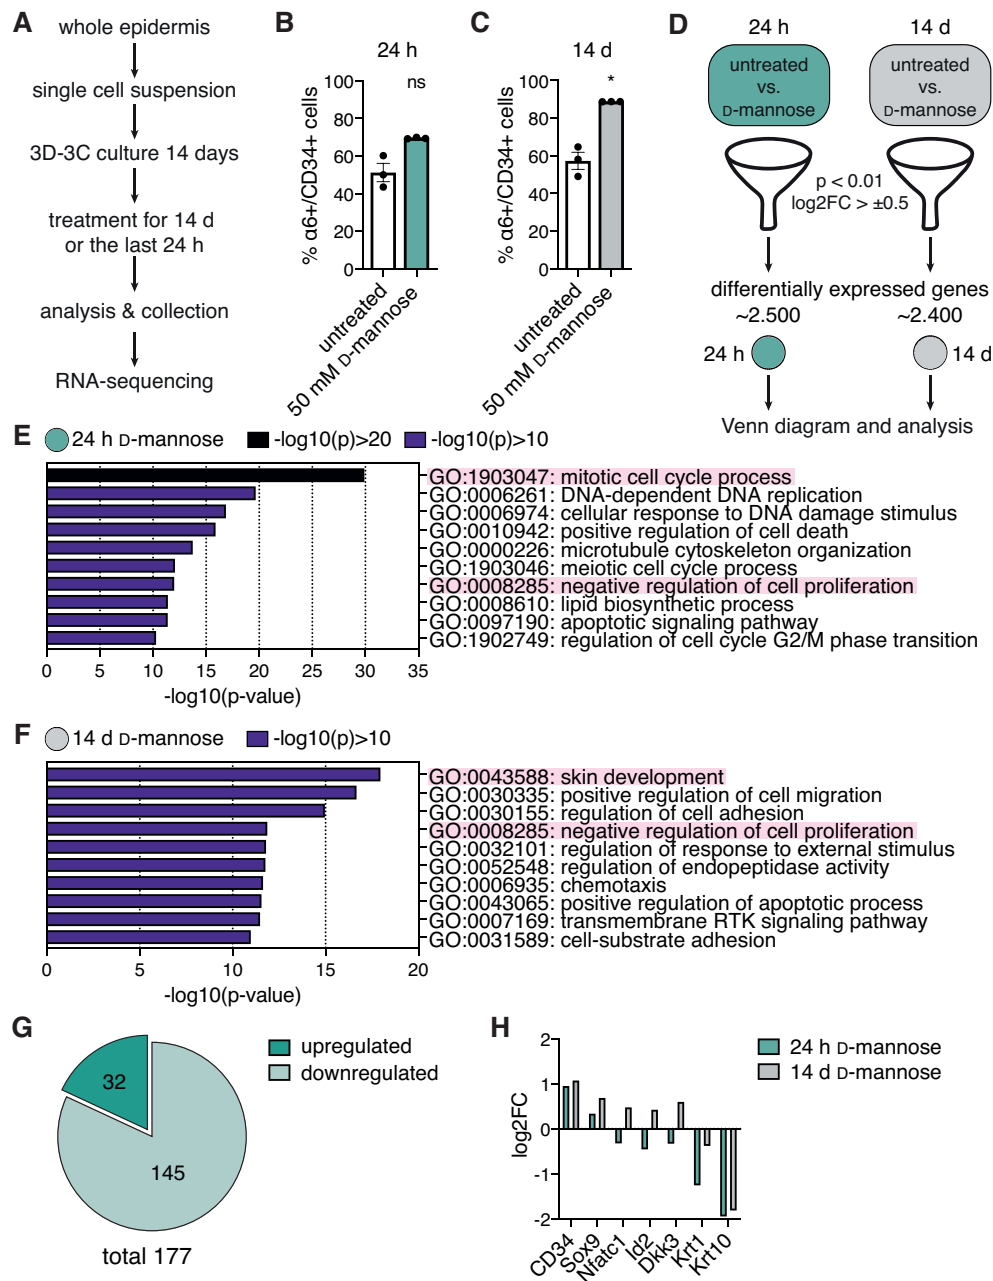 A
whole epidermis
single cell suspension
3D-3C culture 14 days
treatment for 14 d
or the last 24 h
analysis & collection
RNA-sequencing
B
24 h
ns
% α6+/CD34+ cells
100
80
60
40
20
0
untreated
50 mM D-mannose
C
14 d
*
% α6+/CD34+ cells
100
80
60
40
20
0
untreated
50 mM D-mannose
D
24 h
14 d
untreated
vs.
D-mannose
untreated
vs.
D-mannose
p < 0.01
log2FC > ±0.5
differentially expressed genes
~2.500
~2.400
24 h
14 d
Venn diagram and analysis
E
24 h D-mannose
-log10(p)>20
-log10(p)>10
GO:1903047: mitotic cell cycle process
GO:0006261: DNA-dependent DNA replication
GO:0006974: cellular response to DNA damage stimulus
GO:0010942: positive regulation of cell death
GO:0000226: microtubule cytoskeleton organization
GO:1903046: meiotic cell cycle process
GO:0008285: negative regulation of cell proliferation
GO:0008610: lipid biosynthetic process
GO:0097190: apoptotic signaling pathway
GO:1902749: regulation of cell cycle G2/M phase transition
0 5 10 15 20 25 30 35
-log10(p-value)
F
14 d D-mannose
-log10(p)>10
GO:0043588: skin development
GO:0030335: positive regulation of cell migration
GO:0030155: regulation of cell adhesion
GO:0008285: negative regulation of cell proliferation
GO:0032101: regulation of response to external stimulus
GO:0052548: regulation of endopeptidase activity
GO:0006935: chemotaxis
GO:0043065: positive regulation of apoptotic process
GO:0007169: transmembrane RTK signaling pathway
GO:0031589: cell-substrate adhesion
0 5 10 15 20
-log10(p-value)
G
upregulated
downregulated
32
145
total 177
H
24 h D-mannose
14 d D-mannose
log2FC
2
1
0
-1
-2
CD34
Sox9
Nfatc1
Id2
Dkk3
Krt1
Krt10